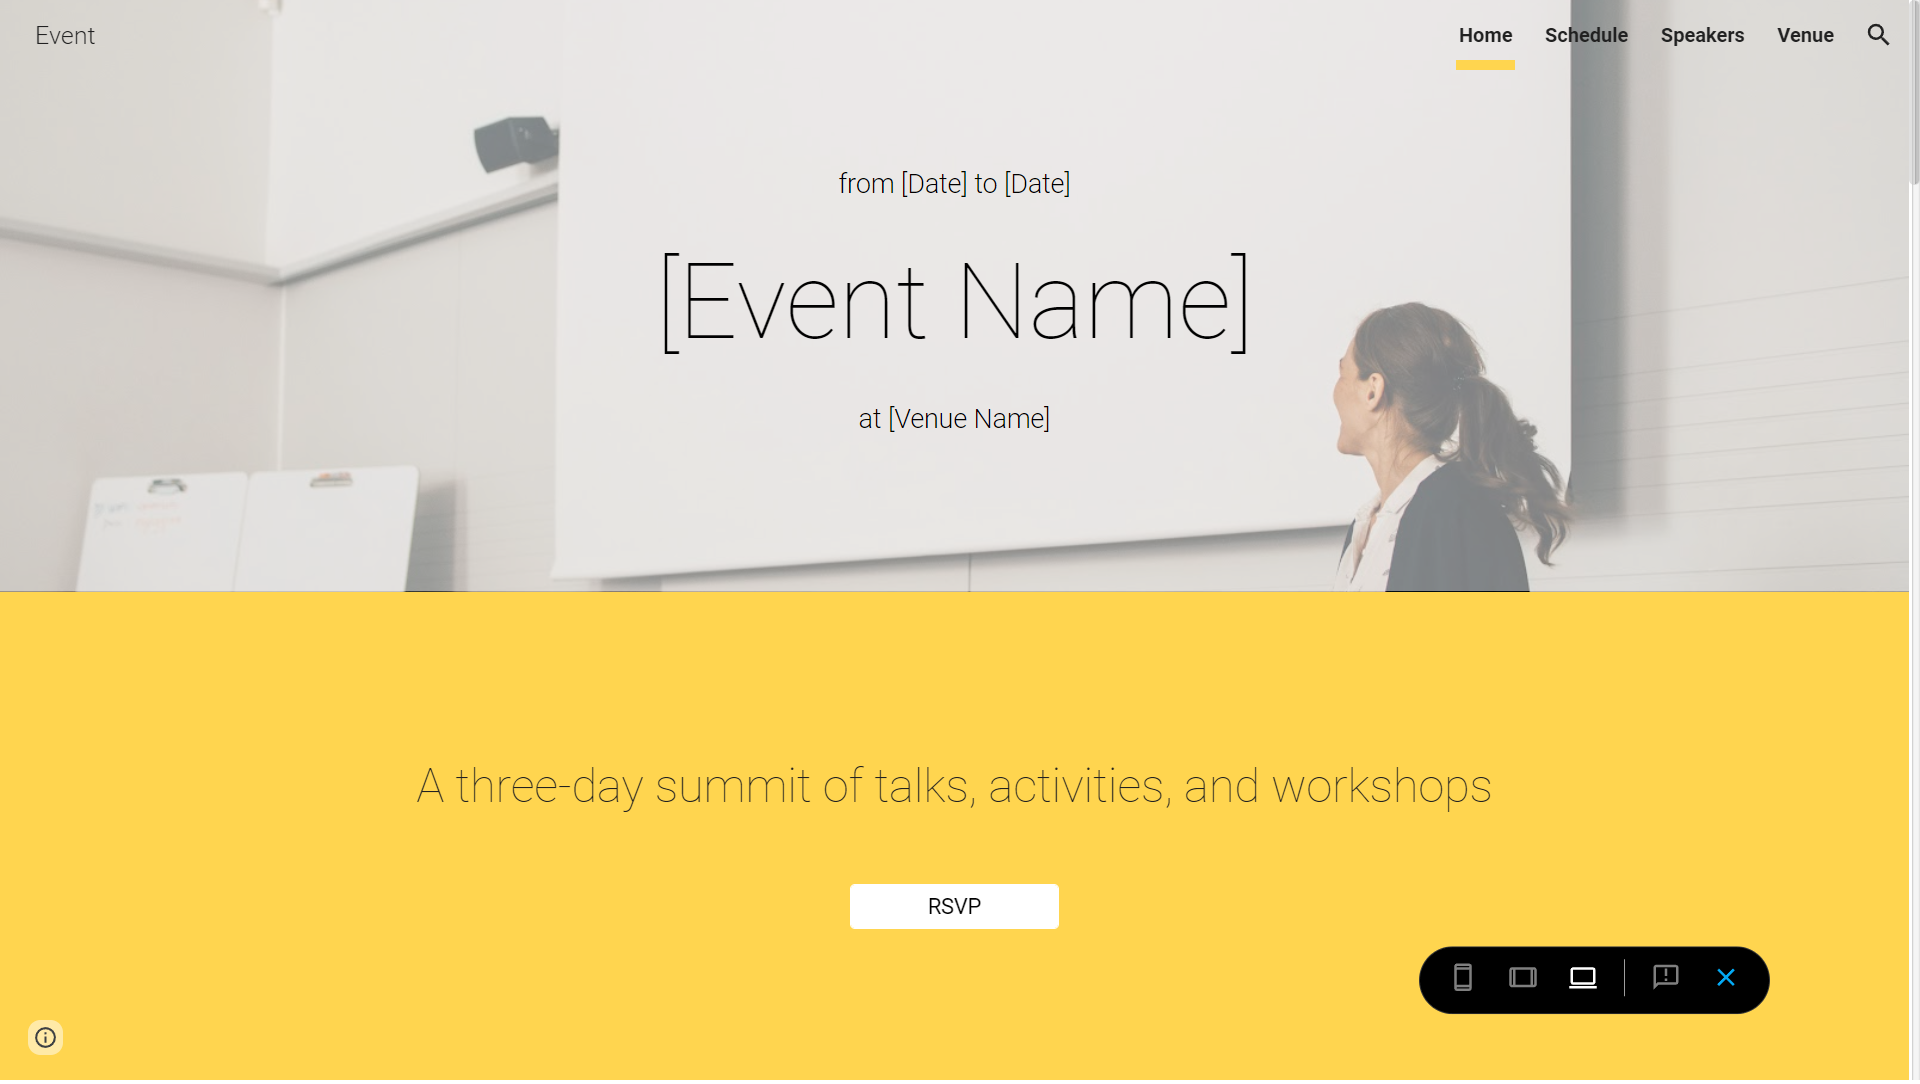 Event
Home Schedule Speakers Venue
from [Date] to [Date]
[Event Name]
at [Venue Name]
A three-day summit of talks, activities, and workshops
RSVP